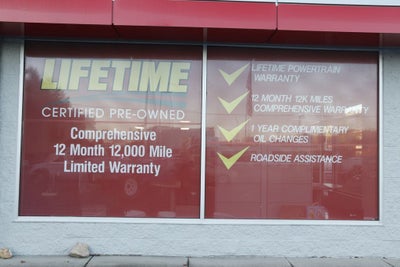 LIFETIME
CERTIFIED PRE-OWNED
Comprehensive
12 Month 12,000 Mile
Limited Warranty
LIFETIME POWERTRAIN
WARRANTY
12 MONTH 12K MILES
COMPREHENSIVE WARRANTY
1 YEAR COMPLIMENTARY
OIL CHANGES
ROADSIDE ASSISTANCE